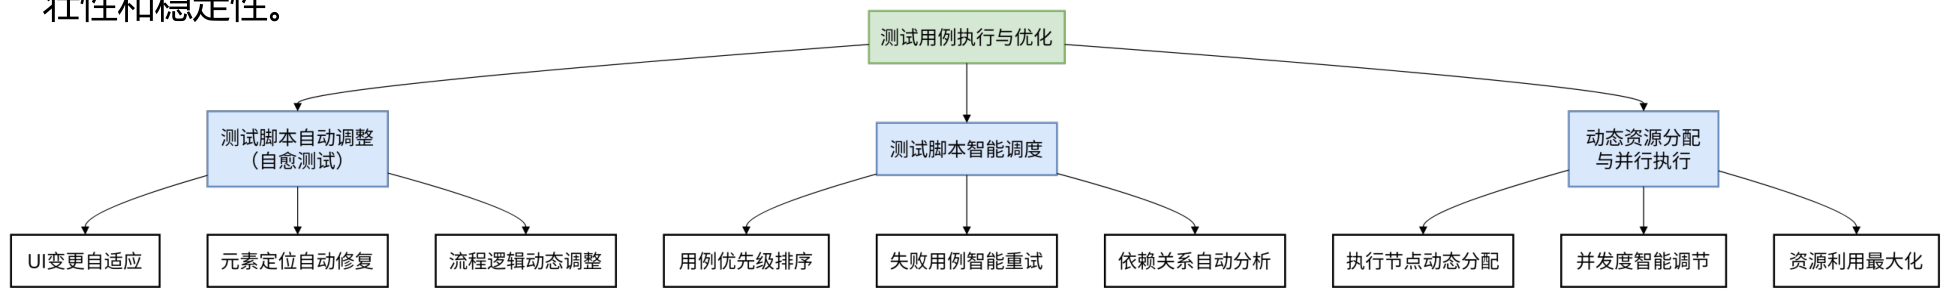 壮性和稳定性。
测试用例执行与优化
测试脚本自动调整
（自愈测试）
测试脚本智能调度
动态资源分配
与并行执行
UI变更自适应
元素定位自动修复
流程逻辑动态调整
用例优先级排序
失败用例智能重试
依赖关系自动分析
执行节点动态分配
并发度智能调节
资源利用最大化